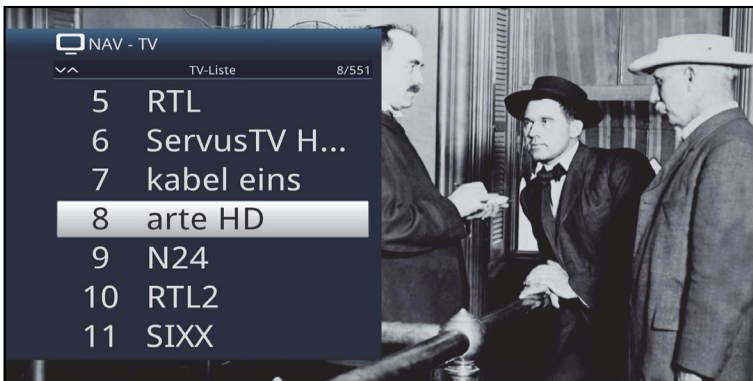 NAV - TV
TV-Liste 8/551
5 RTL
6 ServusTV H...
7 kabel eins
8 arte HD
9 N24
10 RTL2
11 SIXX